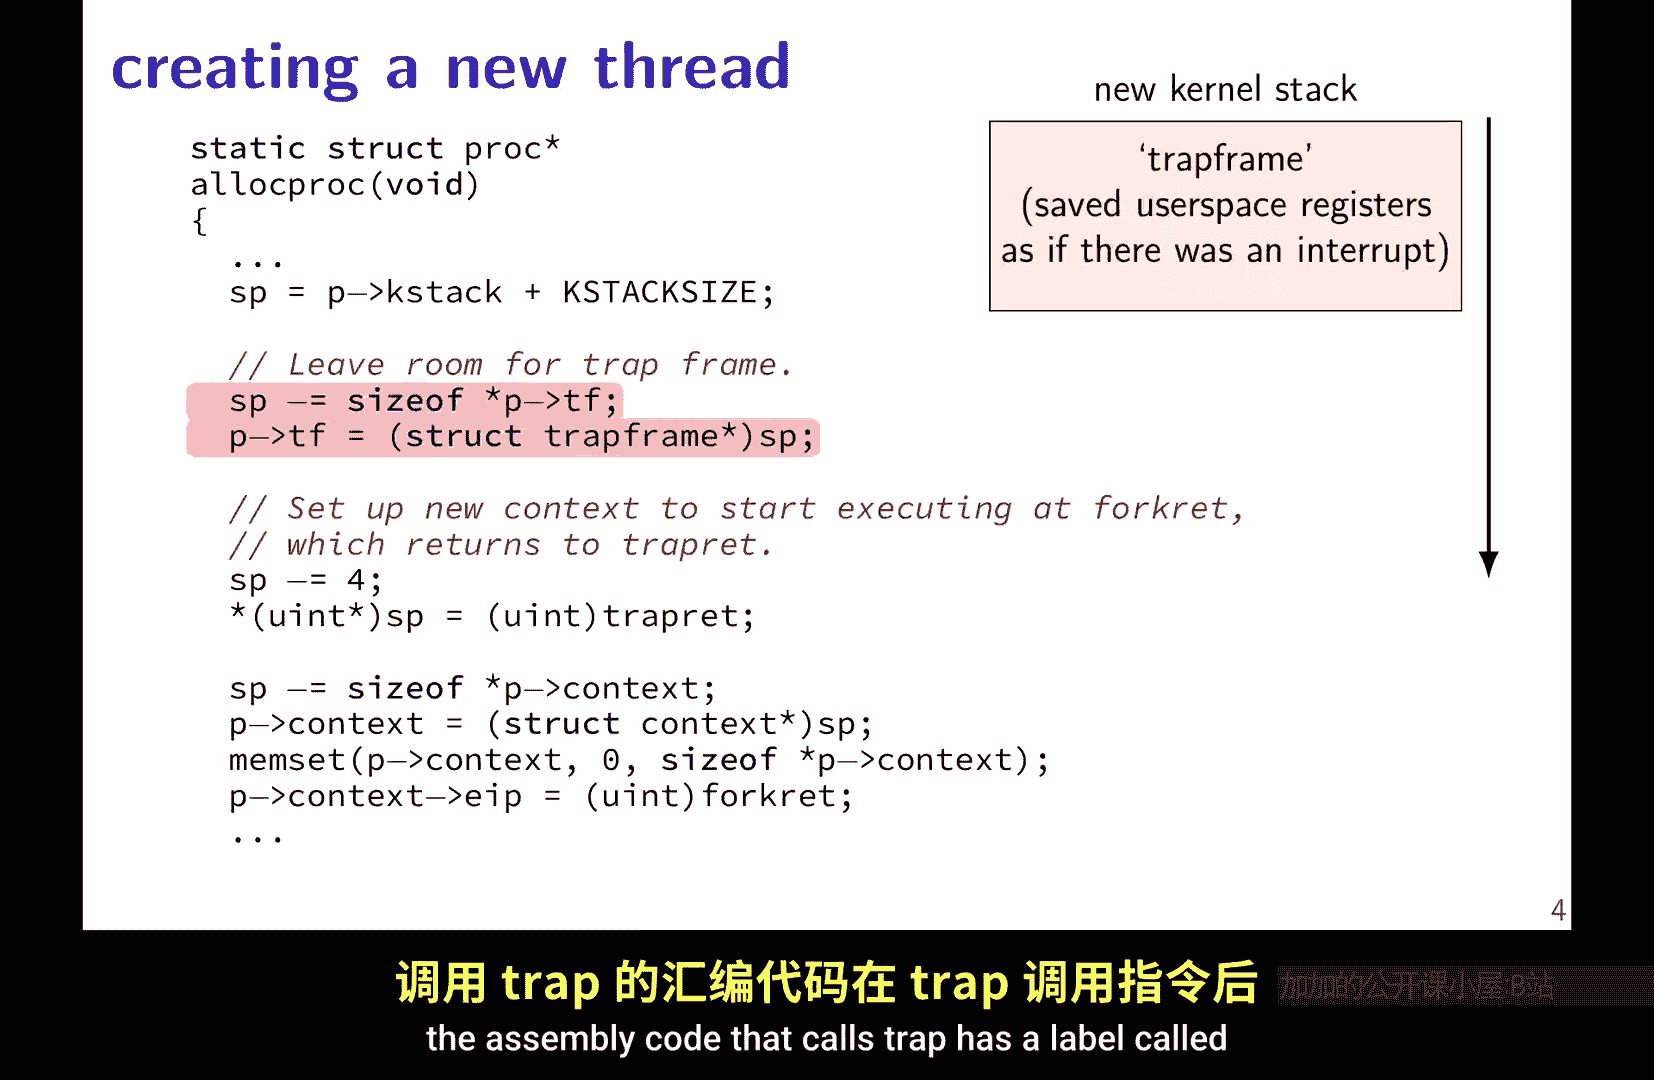 creating a new thread
static struct proc*
allocproc(void)
{
...
sp = p—>kstack + KSTACKSIZE;
// Leave room for trap frame.
sp —= sizeof *p—>tf;
p—>tf = (struct trapframe*)sp;
// Set up new context to start executing at forkret,
// which returns to trapret.
sp —= 4;
*(uint*)sp = (uint)trapret;
sp —= sizeof *p—>context;
p—>context = (struct context*)sp;
memset(p—>context, 0, sizeof *p—>context);
p—>context—>eip = (uint)forkret;
...
new kernel stack
‘trapframe’
(saved userspace registers
as if there was an interrupt)
4
调用 trap 的汇编代码在 trap 调用指令后
加加的公开课小屋:B站
the assembly code that calls trap has a label called